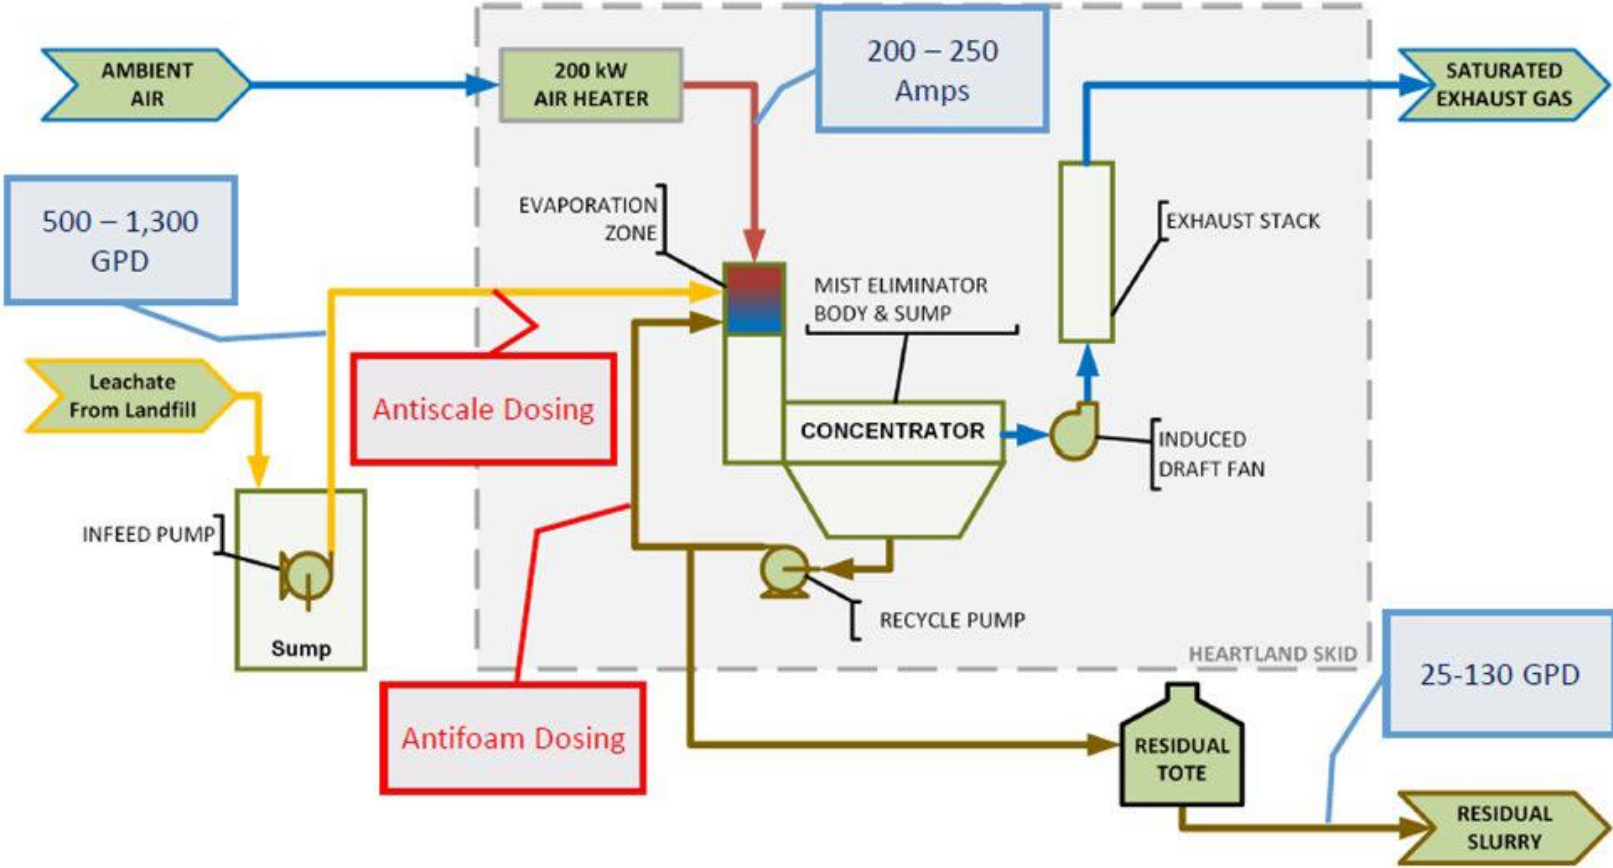 AMBIENT
AIR
200 kW
AIR HEATER
200 – 250
Amps
SATURATED
EXHAUST GAS
500 – 1,300
GPD
EVAPORATION
ZONE
EXHAUST STACK
MIST ELIMINATOR
BODY & SUMP
Leachate
From Landfill
Antiscale Dosing
CONCENTRATOR
INDUCED
DRAFT FAN
INFEED PUMP
Sump
RECYCLE PUMP
HEARTLAND SKID
25-130 GPD
Antifoam Dosing
RESIDUAL
TOTE
RESIDUAL
SLURRY